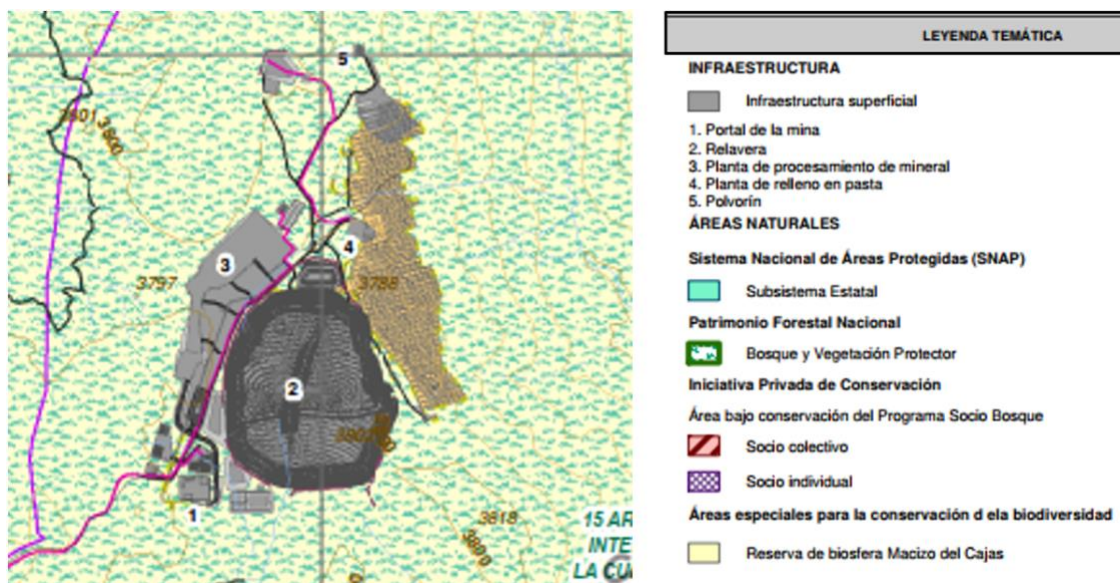 5
3801
3800
4
3
3797
3788
2
1
3818
15 AR
INTE
LA CU
LEYENDA TEMÁTICA
INFRAESTRUCTURA
Infraestructura superficial
1. Portal de la mina
2. Relavera
3. Planta de procesamiento de mineral
4. Planta de relleno en pasta
5. Polvorín
ÁREAS NATURALES
Sistema Nacional de Áreas Protegidas (SNAP)
Subsistema Estatal
Patrimonio Forestal Nacional
Bosque y Vegetación Protector
Iniciativa Privada de Conservación
Área bajo conservación del Programa Socio Bosque
Socio colectivo
Socio individual
Áreas especiales para la conservación d ela biodiversidad
Reserva de biosfera Macizo del Cajas